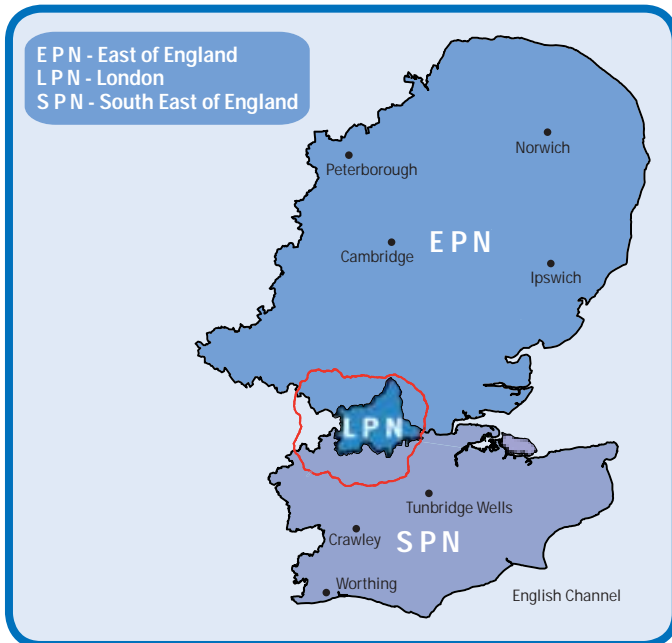 E P N - East of England
L P N - London
S P N - South East of England
Norwich
Peterborough
E P N
Cambridge
Ipswich
L P N
Tunbridge Wells
Crawley
S P N
Worthing
English Channel